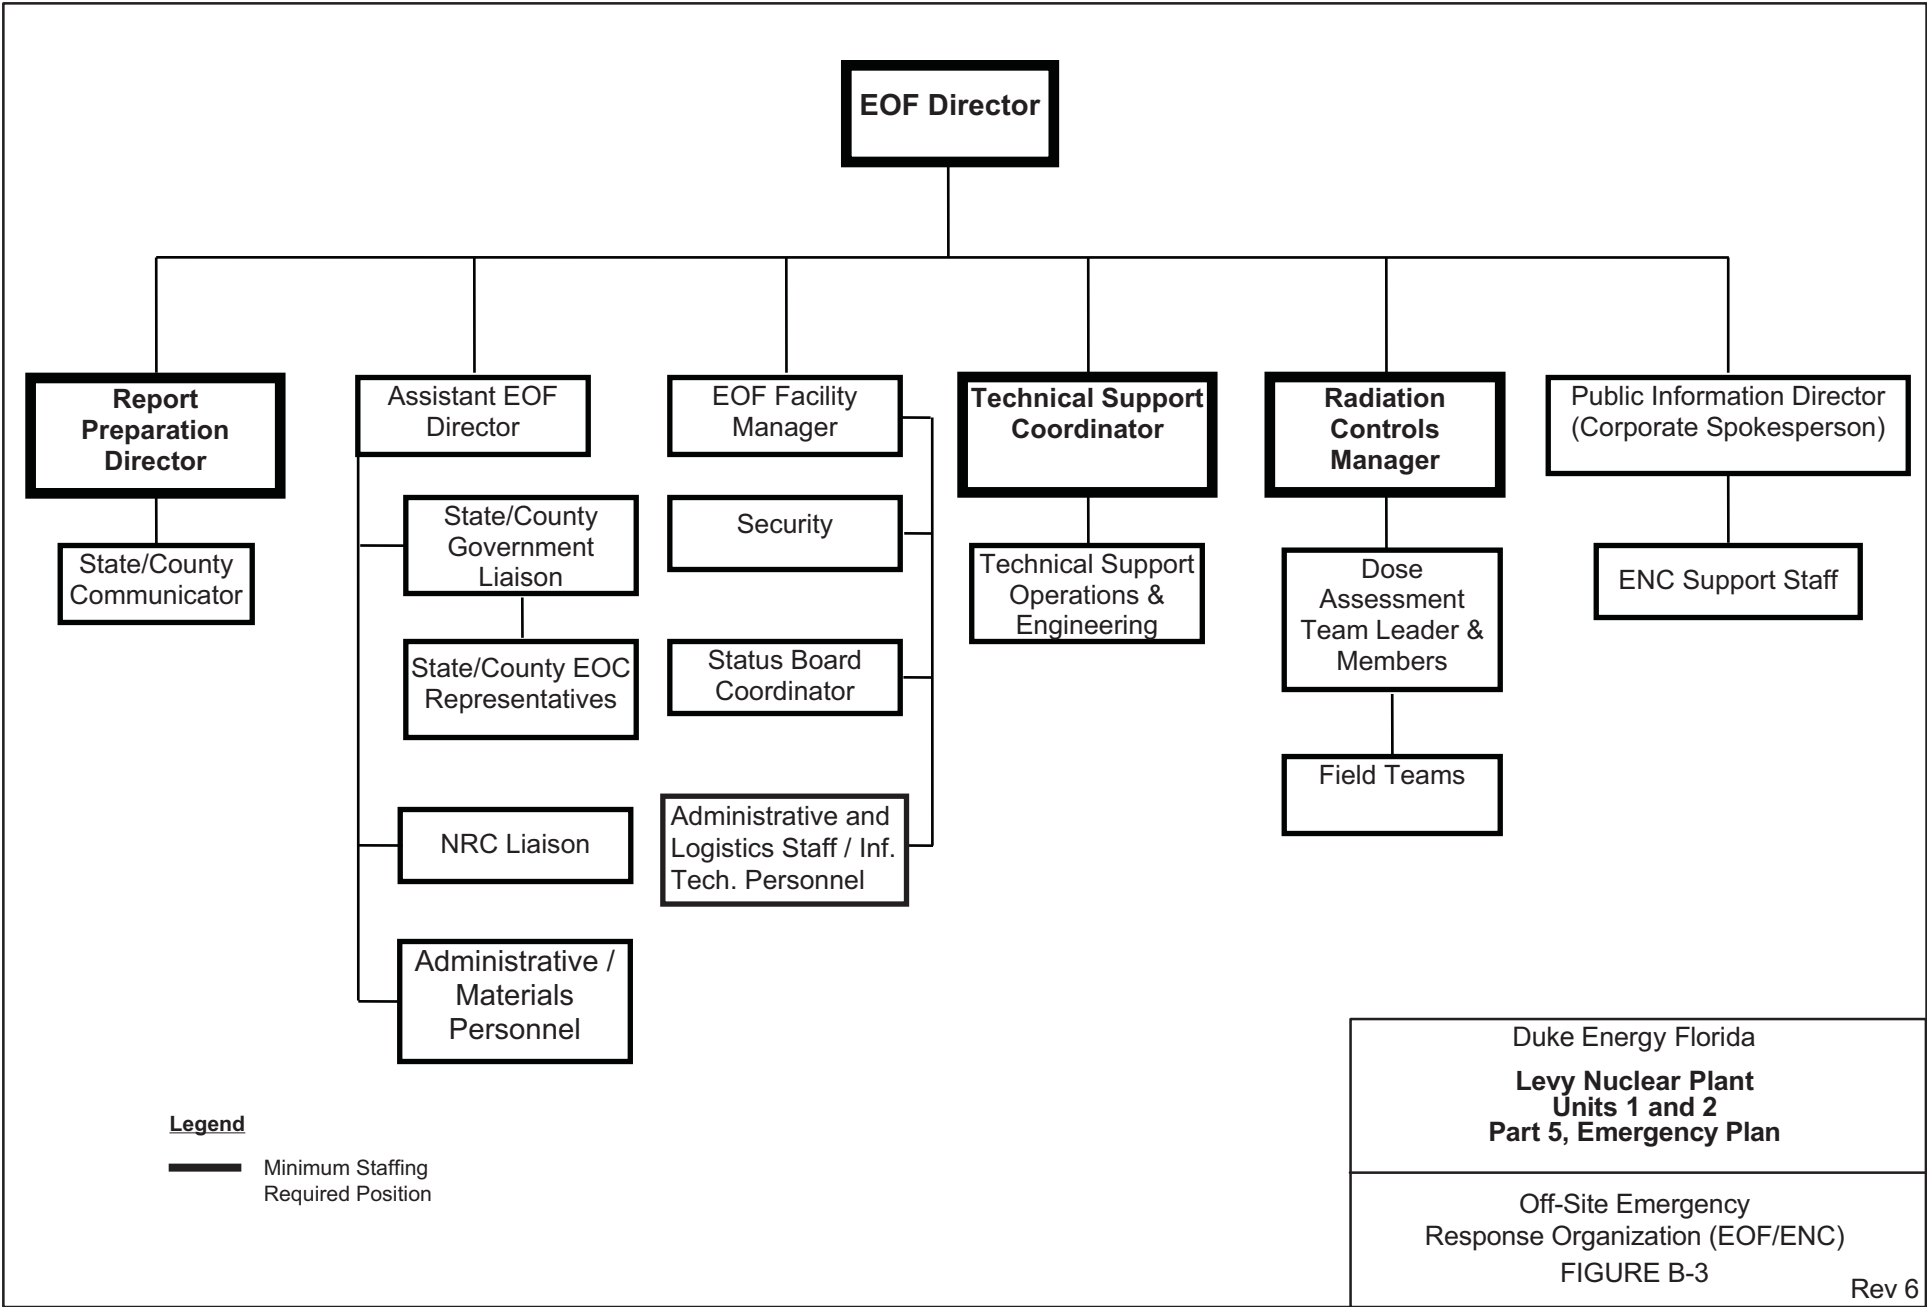 EOF Director
Report
Preparation
Director
State/County
Communicator
Assistant EOF
Director
State/County
Government
Liaison
State/County EOC
Representatives
NRC Liaison
Administrative /
Materials
Personnel
EOF Facility
Manager
Security
Status Board
Coordinator
Administrative and
Logistics Staff / Inf.
Tech. Personnel
Technical Support
Coordinator
Technical Support
Operations &
Engineering
Radiation
Controls
Manager
Dose
Assessment
Team Leader &
Members
Field Teams
Public Information Director
(Corporate Spokesperson)
ENC Support Staff
Legend
Minimum Staffing
Required Position
Duke Energy Florida
Levy Nuclear Plant
Units 1 and 2
Part 5, Emergency Plan
Off-Site Emergency
Response Organization (EOF/ENC)
FIGURE B-3
Rev 6